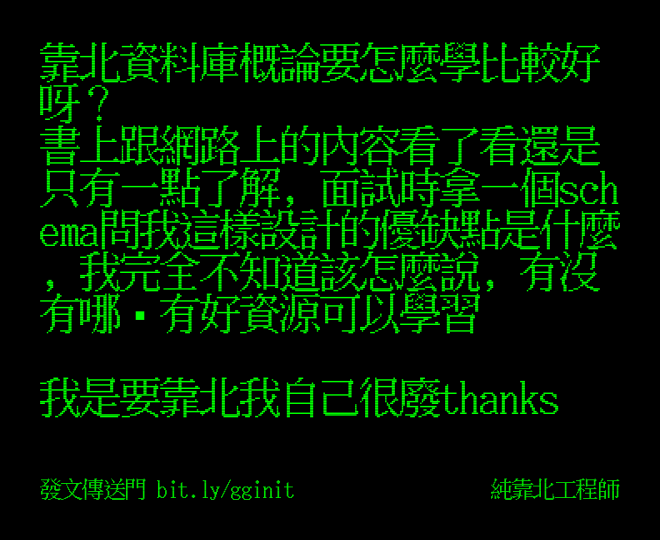 靠北資料庫概論要怎麼學比較好
呀？
書上跟網路上的內容看了看還是
只有一點了解，面試時拿一個sch
ema問我這樣設計的優缺點是什麼
，我完全不知道該怎麼說，有沒
有哪▪有好資源可以學習
我是要靠北我自己很廢thanks
發文傳送門 bit.ly/gginit
純靠北工程師